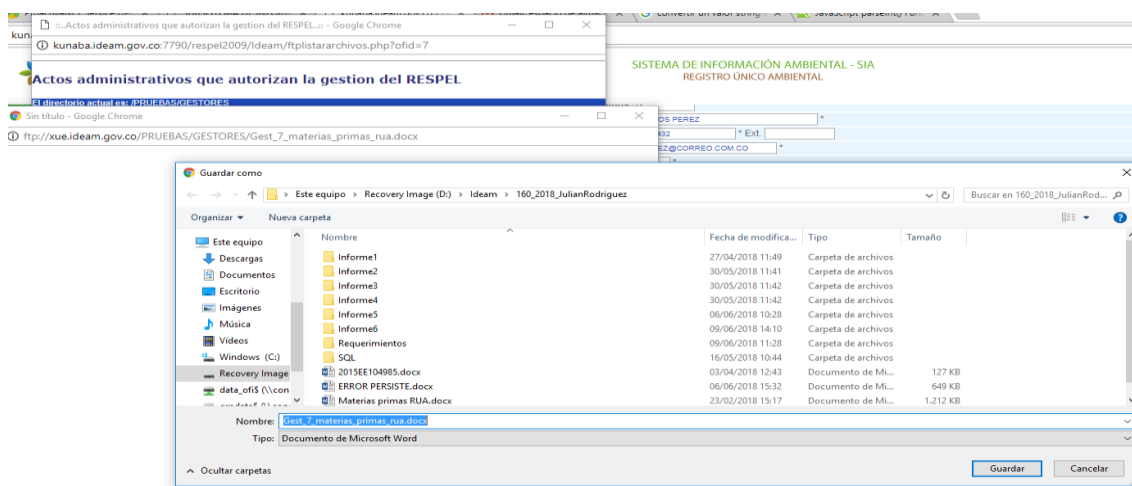 ::..Actos administrativos que autorizan la gestion del RESPEL..:: - Google Chrome
kunaba.ideam.gov.co:7790/respel2009/Ideam/ftplistararchivos.php?ofid=7
SISTEMA DE INFORMACIÓN AMBIENTAL - SIA
REGISTRO ÚNICO AMBIENTAL
Actos administrativos que autorizan la gestion del RESPEL
El directorio actual es: /PRUEBAS/GESTORES
Sin título - Google Chrome
OS PEREZ *
ftp://xue.ideam.gov.co/PRUEBAS/GESTORES/Gest_7_materias_primas_rua.docx
* Ext.
EZ@CORREO.COM.CO *
Guardar como
Este equipo > Recovery Image (D:) > Ideam > 160_2018_JulianRodriguez
Buscar en 160_2018_JulianRod...
Organizar Nueva carpeta
Este equipo
Descargas
Documentos
Escritorio
Imágenes
Música
Vídeos
Windows (C:)
Recovery Image
data_ofi$ (\\con
Nombre Fecha de modifica... Tipo Tamaño
Informe1 27/04/2018 11:49 Carpeta de archivos
Informe2 30/05/2018 11:41 Carpeta de archivos
Informe3 30/05/2018 11:42 Carpeta de archivos
Informe4 30/05/2018 11:42 Carpeta de archivos
Informe5 06/06/2018 10:28 Carpeta de archivos
Informe6 09/06/2018 14:10 Carpeta de archivos
Requerimientos 09/06/2018 11:28 Carpeta de archivos
SQL 16/05/2018 10:44 Carpeta de archivos
2015EE104985.docx 03/04/2018 12:43 Documento de Mi... 127 KB
ERROR PERSISTE.docx 06/06/2018 15:32 Documento de Mi... 649 KB
Materias primas RUA.docx 23/02/2018 15:17 Documento de Mi... 1.212 KB
Nombre: Gest_7_materias_primas_rua.docx
Tipo: Documento de Microsoft Word
Ocultar carpetas
Guardar Cancelar